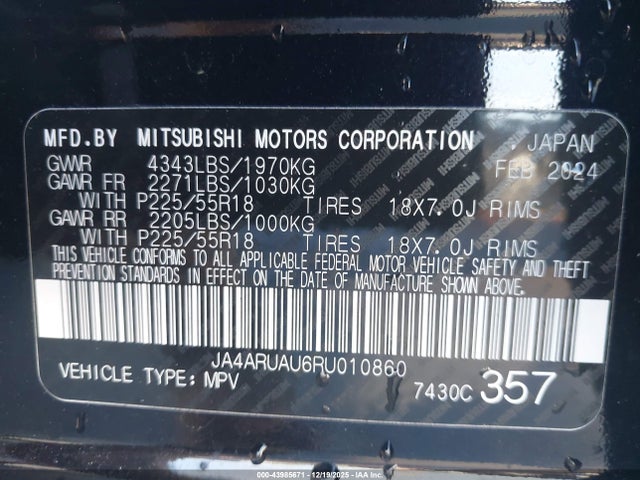 MFD.BY MITSUBISHI MOTORS CORPORATION JAPAN
GVWR 4343LBS/1970KG FEB 2024
GAWR FR 2271LBS/1030KG
WITH P225/55R18 TIRES 18X7.0J RIMS
GAWR RR 2205LBS/1000KG
WITH P225/55R18 TIRES 18X7.0J RIMS
THIS VEHICLE CONFORMS TO ALL APPLICABLE FEDERAL MOTOR VEHICLE SAFETY AND THEFT
PREVENTION STANDARDS IN EFFECT ON THE DATE OF MANUFACTURE SHOWN ABOVE.
JA4ARUAU6RU010860
VEHICLE TYPE: MPV 7430C 357
000-43985671 - 12/19/2025 - IAA Inc.